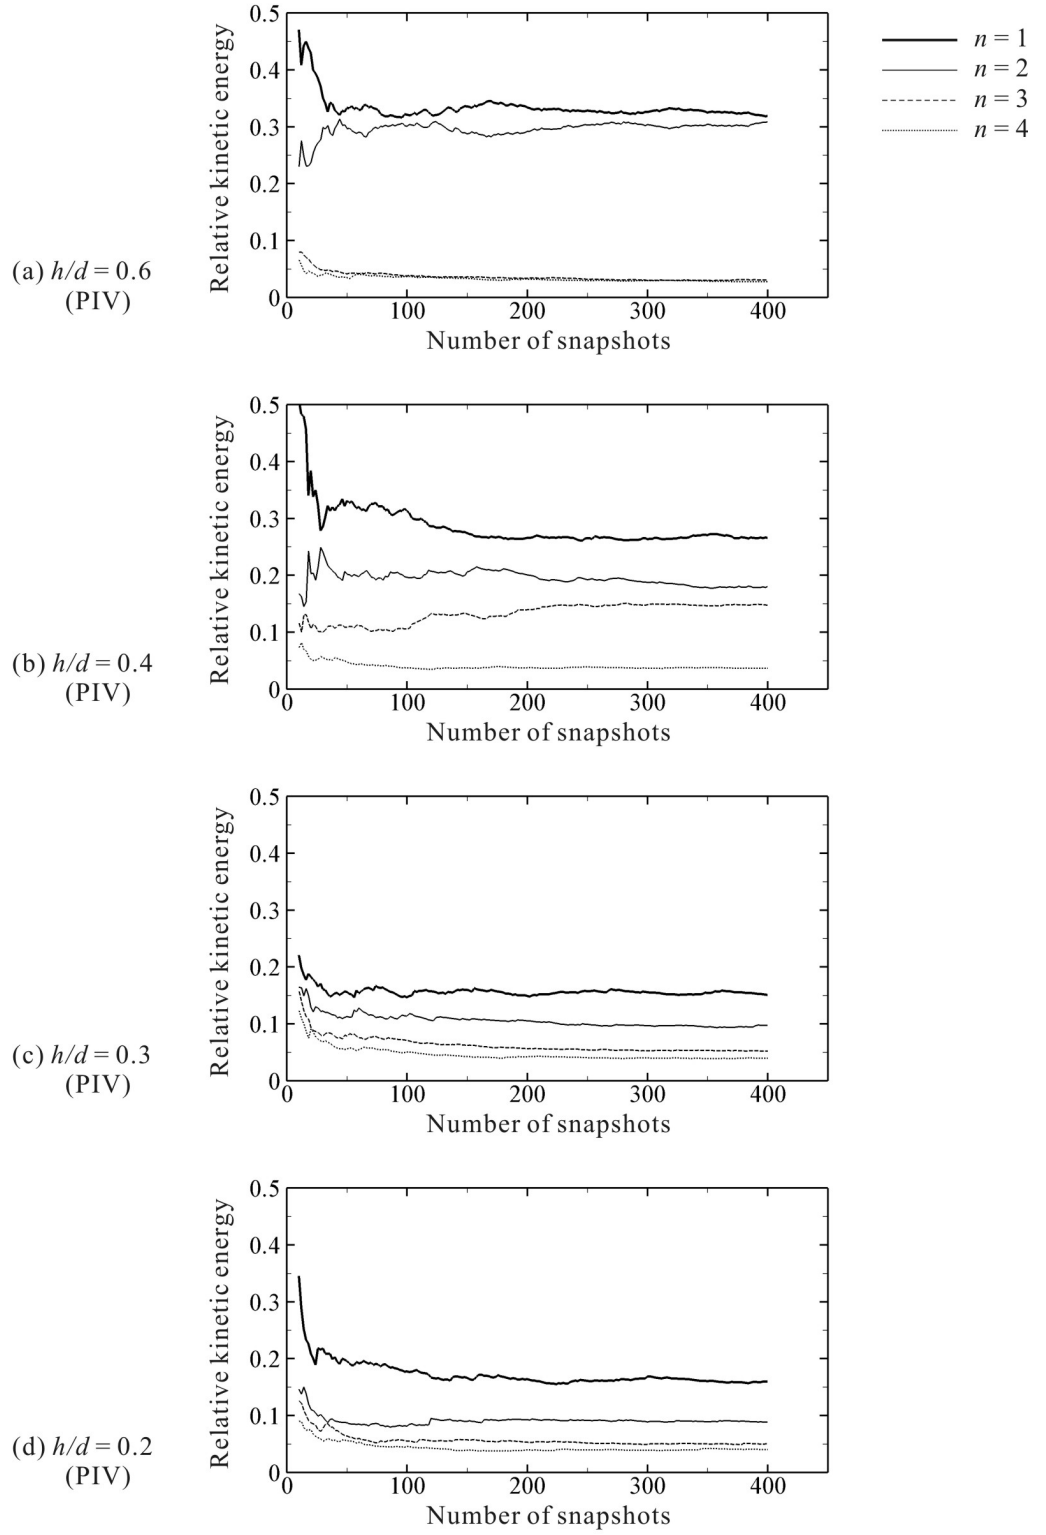 n = 1
n = 2
n = 3
n = 4
(a) h/d = 0.6
(PIV)
Relative kinetic energy
0.5
0.4
0.3
0.2
0.1
0
0 100 200 300 400
Number of snapshots
(b) h/d = 0.4
(PIV)
Relative kinetic energy
0.5
0.4
0.3
0.2
0.1
0
0 100 200 300 400
Number of snapshots
(c) h/d = 0.3
(PIV)
Relative kinetic energy
0.5
0.4
0.3
0.2
0.1
0
0 100 200 300 400
Number of snapshots
(d) h/d = 0.2
(PIV)
Relative kinetic energy
0.5
0.4
0.3
0.2
0.1
0
0 100 200 300 400
Number of snapshots